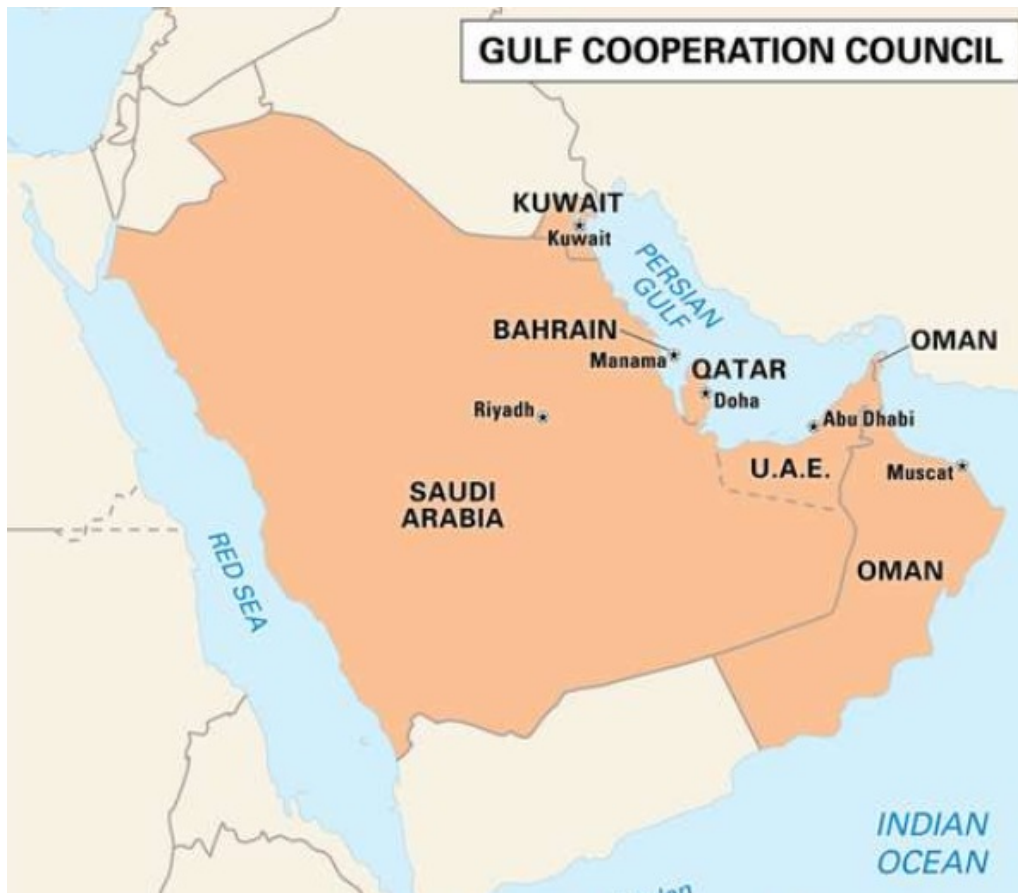 GULF COOPERATION COUNCIL
KUWAIT
Kuwait
PERSIAN
GULF
BAHRAIN
Manama
QATAR
Doha
OMAN
Riyadh
Abu Dhabi
U.A.E.
Muscat
SAUDI
ARABIA
RED SEA
OMAN
INDIAN
OCEAN